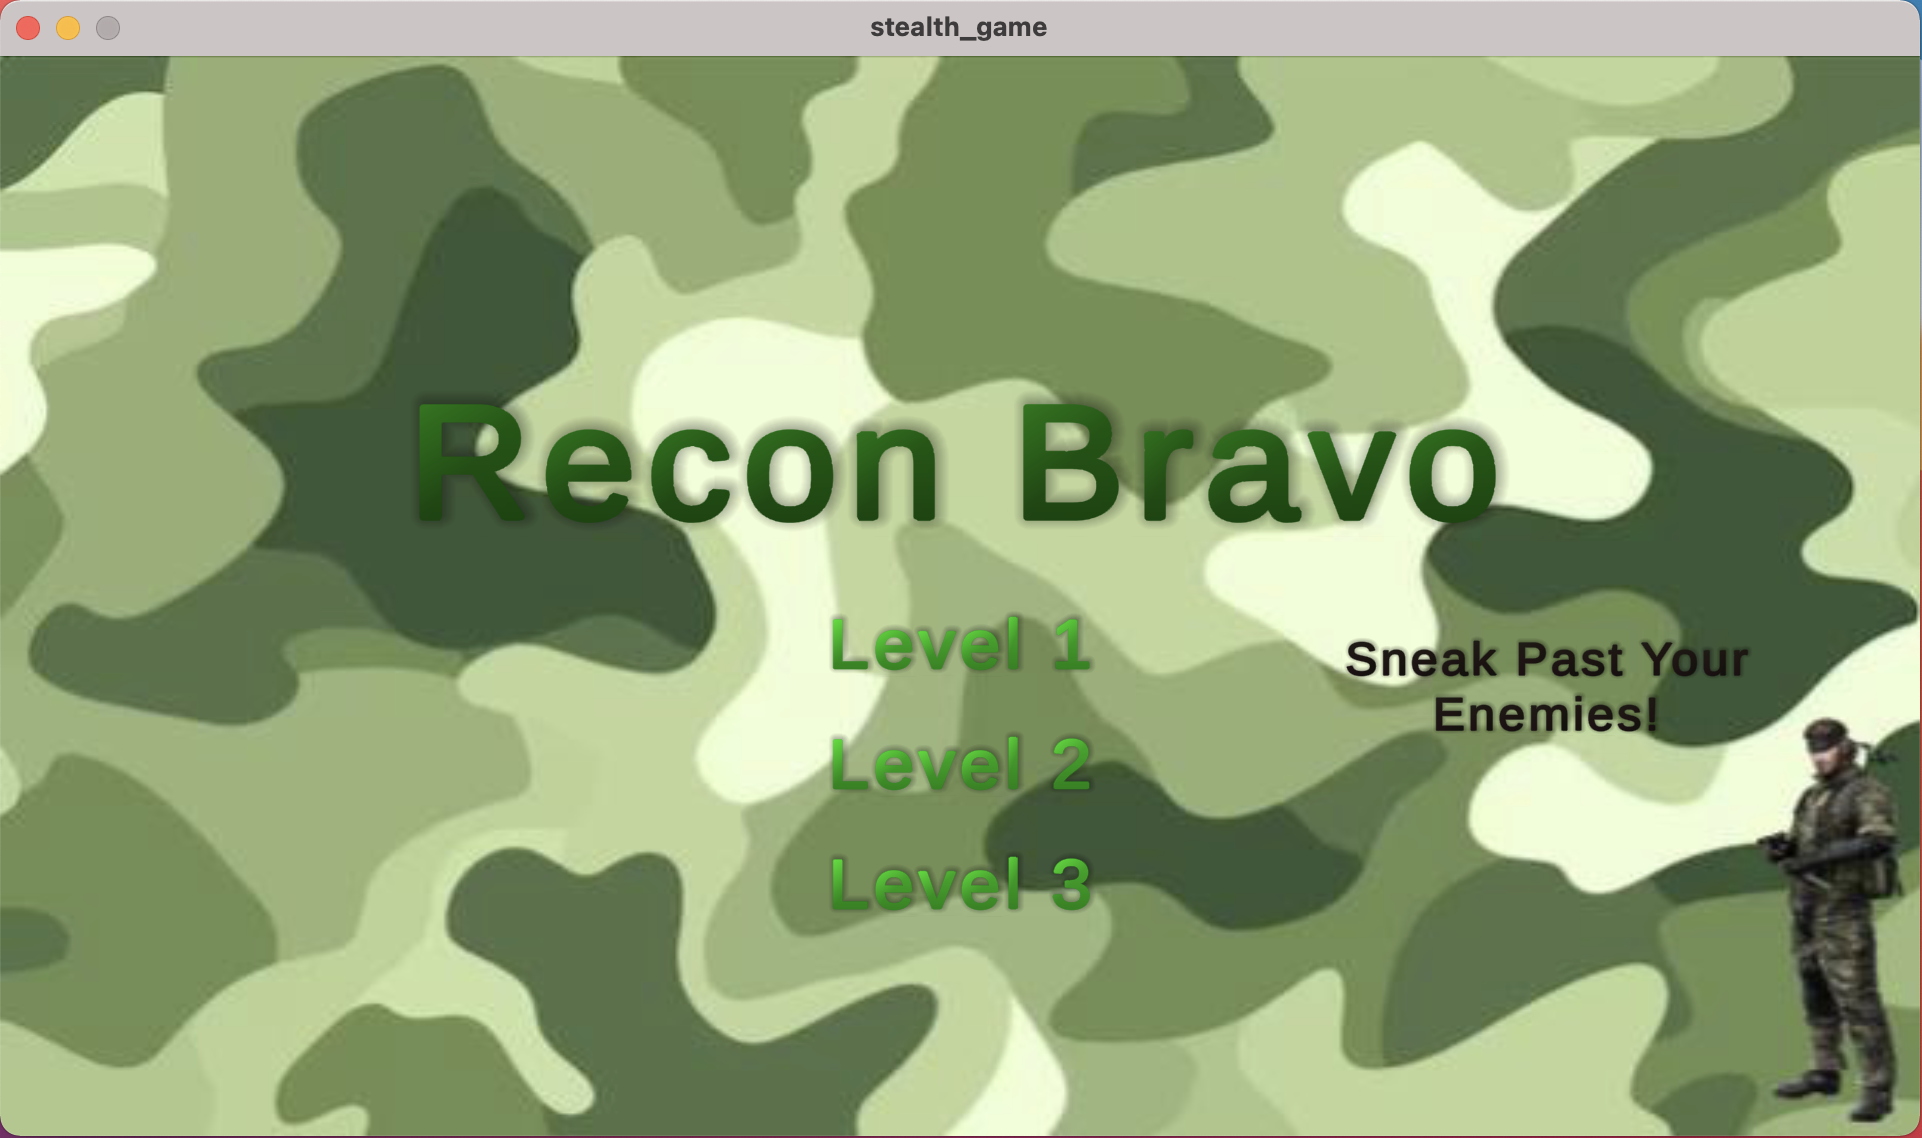 stealth_game
Recon Bravo
Level 1
Level 2
Level 3
Sneak Past Your
Enemies!